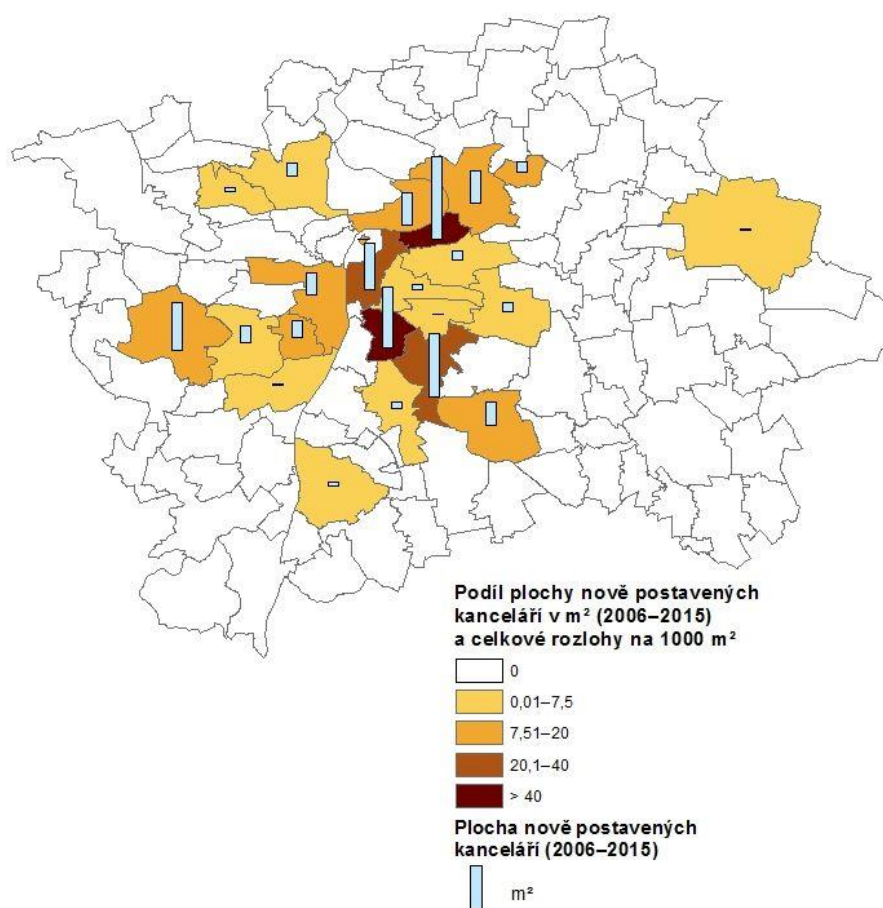 Podíl plochy nově postavených
kanceláří v m² (2006–2015)
a celkové rozlohy na 1000 m²
0
0,01–7,5
7,51–20
20,1–40
> 40
Plocha nově postavených
kanceláří (2006–2015)
m²